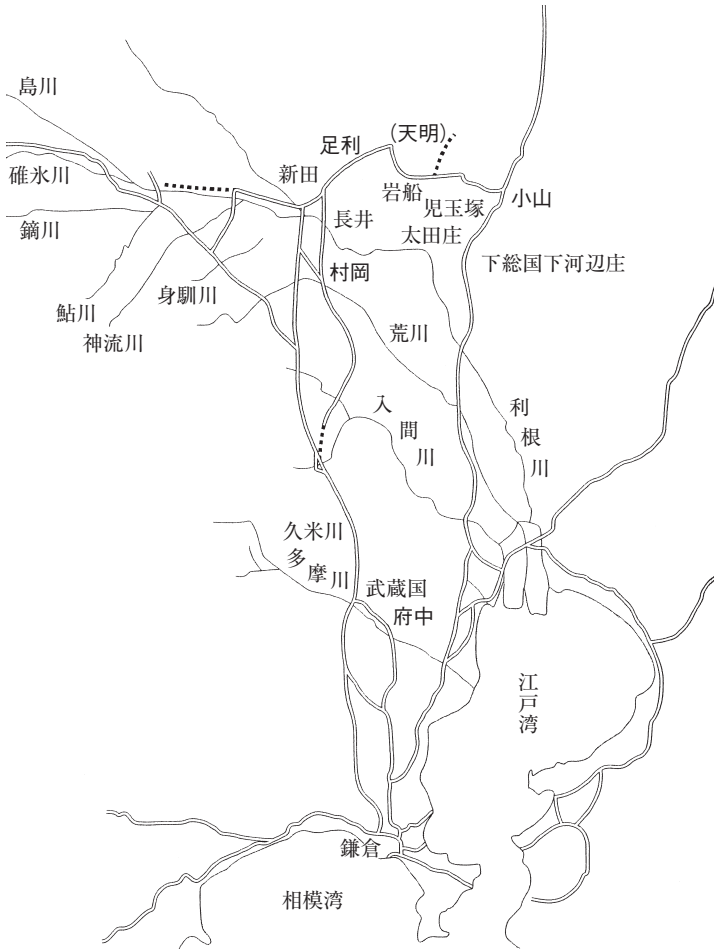 島川
碓氷川
鏑川
鮎川
神流川
身馴川
新田
足利
(天明)
岩船
児玉塚
小山
長井
太田庄
下総国下河辺庄
村岡
荒川
入間川
利根川
久米川
多摩川
武蔵国
府中
江戸湾
鎌倉
相模湾